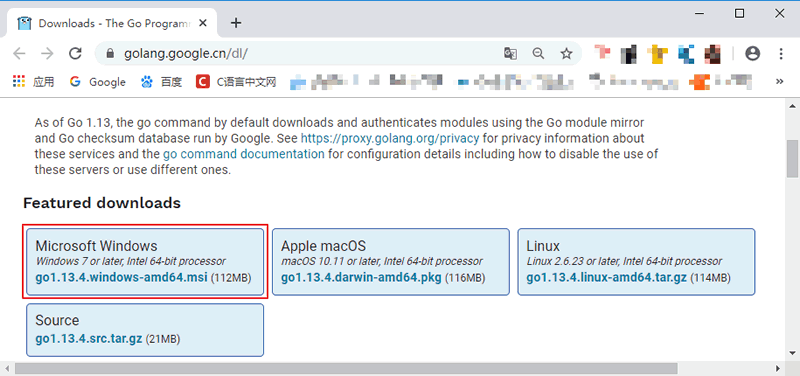 Downloads - The Go Program
golang.google.cn/dl/
应用 Google 百度 C C语言中文网
As of Go 1.13, the go command by default downloads and authenticates modules using the Go module mirror
and Go checksum database run by Google. See https://proxy.golang.org/privacy for privacy information about
these services and the go command documentation for configuration details including how to disable the use of
these servers or use different ones.
Featured downloads
Microsoft Windows
Windows 7 or later, Intel 64-bit processor
go1.13.4.windows-amd64.msi (112MB)
Apple macOS
macOS 10.11 or later, Intel 64-bit processor
go1.13.4.darwin-amd64.pkg (116MB)
Linux
Linux 2.6.23 or later, Intel 64-bit processor
go1.13.4.linux-amd64.tar.gz (114MB)
Source
go1.13.4.src.tar.gz (21MB)